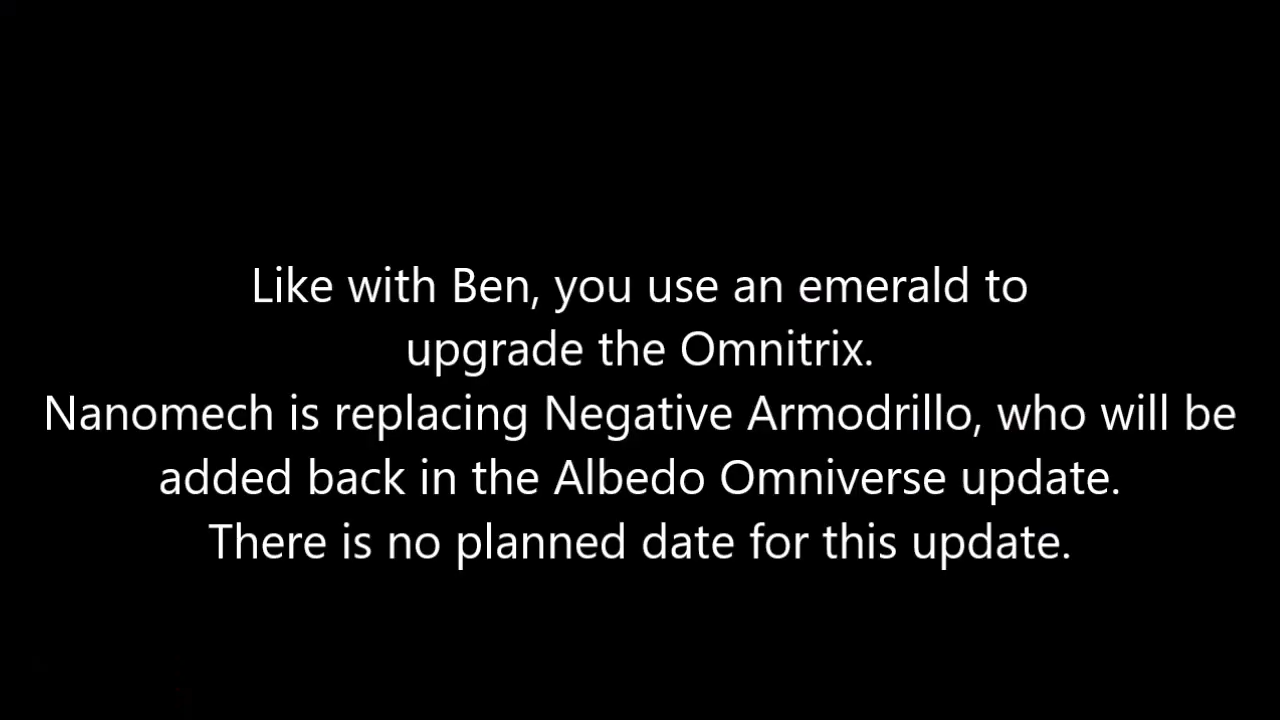 Like with Ben, you use an emerald to
upgrade the Omnitrix.
Nanomech is replacing Negative Armodrillo, who will be
added back in the Albedo Omniverse update.
There is no planned date for this update.